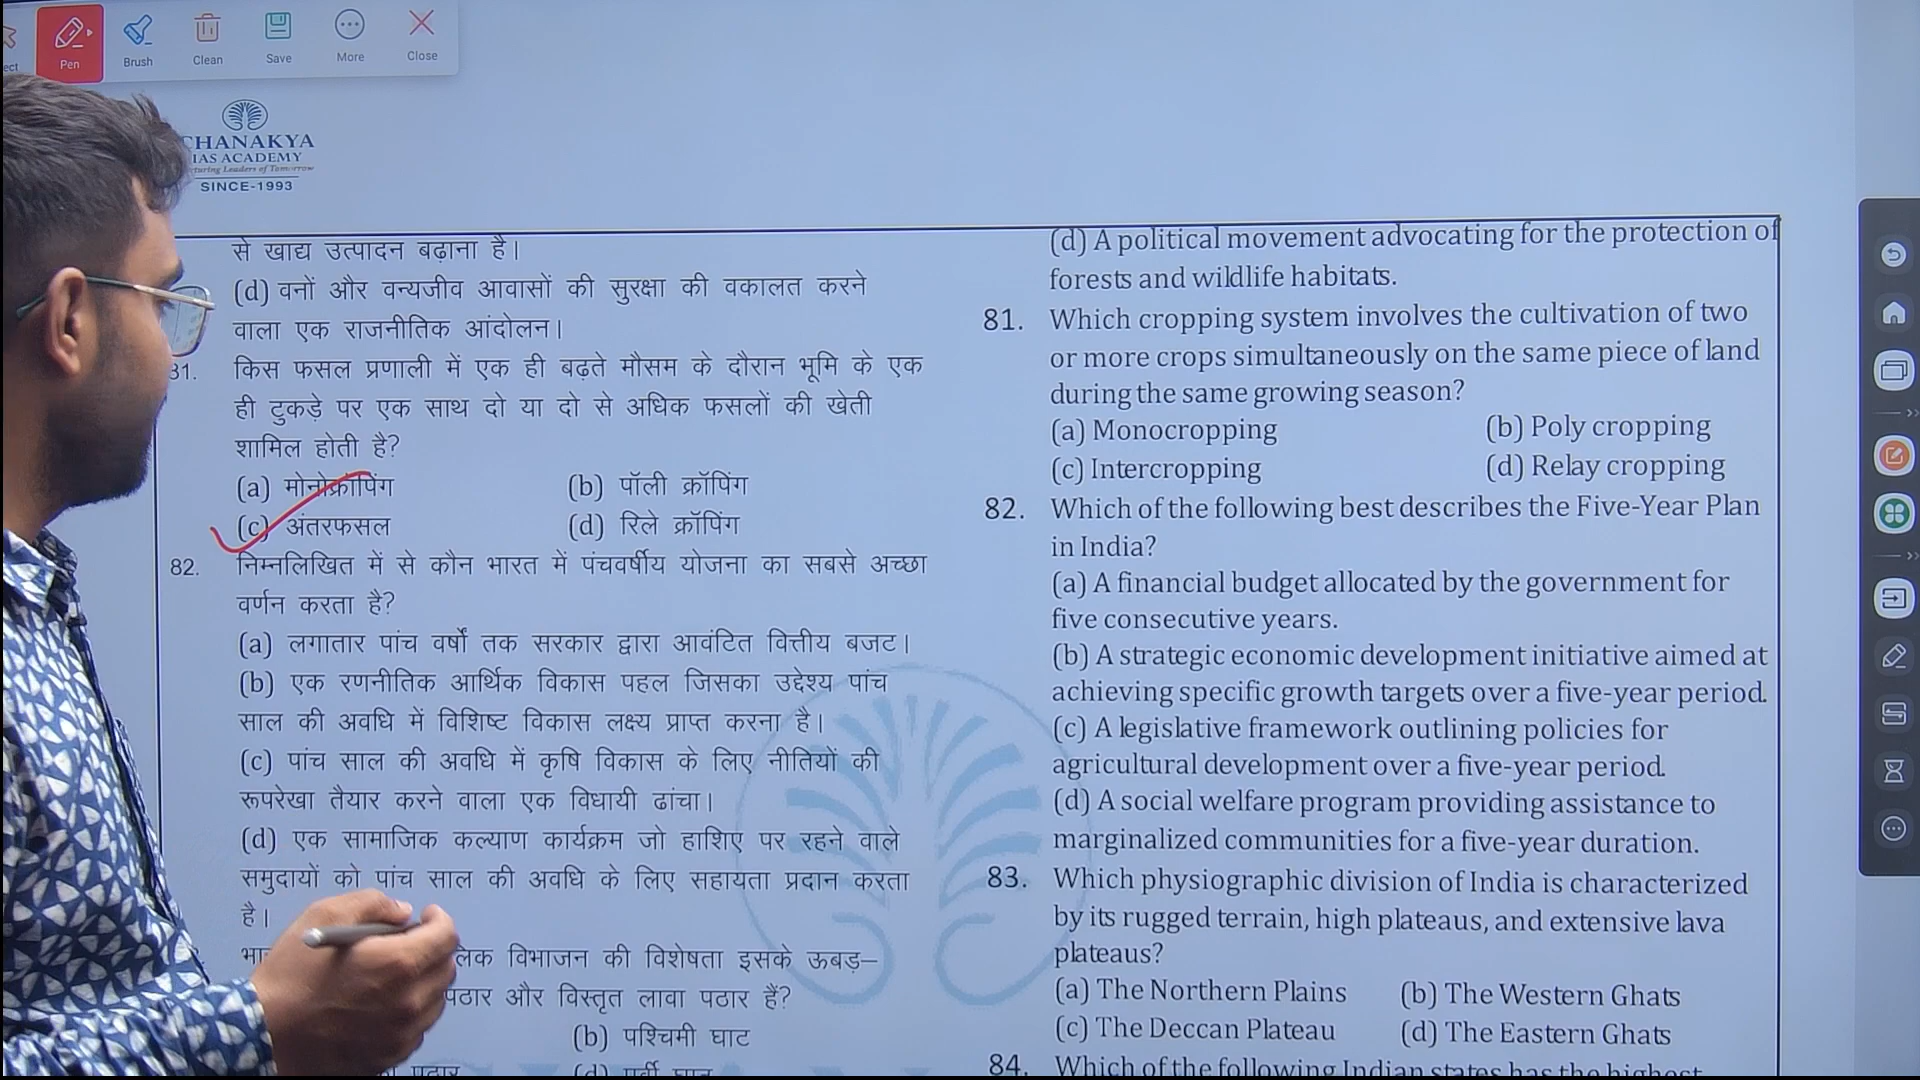 Pen
Brush
Clean
Save
More
Close
CHANAKYA
IAS ACADEMY
SINCE-1993
से खाद्य उत्पादन बढ़ाना है।
(d) वनों और वन्यजीव आवासों की सुरक्षा की वकालत करने
वाला एक राजनीतिक आंदोलन।
किस फसल प्रणाली में एक ही बढ़ते मौसम के दौरान भूमि के एक
ही टुकड़े पर एक साथ दो या दो से अधिक फसलों की खेती
शामिल होती है?
(a) मोनोक्रॉपिंग (b) पॉली क्रॉपिंग
(c) अंतरफसल (d) रिले क्रॉपिंग
82. निम्नलिखित में से कौन भारत में पंचवर्षीय योजना का सबसे अच्छा
वर्णन करता है?
(a) लगातार पांच वर्षों तक सरकार द्वारा आवंटित वित्तीय बजट।
(b) एक रणनीतिक आर्थिक विकास पहल जिसका उद्देश्य पांच
साल की अवधि में विशिष्ट विकास लक्ष्य प्राप्त करना है।
(c) पांच साल की अवधि में कृषि विकास के लिए नीतियों की
रूपरेखा तैयार करने वाला एक विधायी ढांचा।
(d) एक सामाजिक कल्याण कार्यक्रम जो हाशिए पर रहने वाले
समुदायों को पांच साल की अवधि के लिए सहायता प्रदान करता
है।
विभाजन की विशेषता इसके ऊबड़–
पठार और विस्तृत लावा पठार हैं?
(b) पश्चिमी घाट
(d) A political movement advocating for the protection of
forests and wildlife habitats.
81. Which cropping system involves the cultivation of two
or more crops simultaneously on the same piece of land
during the same growing season?
(a) Monocropping (b) Poly cropping
(c) Intercropping (d) Relay cropping
82. Which of the following best describes the Five-Year Plan
in India?
(a) A financial budget allocated by the government for
five consecutive years.
(b) A strategic economic development initiative aimed at
achieving specific growth targets over a five-year period.
(c) A legislative framework outlining policies for
agricultural development over a five-year period.
(d) A social welfare program providing assistance to
marginalized communities for a five-year duration.
83. Which physiographic division of India is characterized
by its rugged terrain, high plateaus, and extensive lava
plateaus?
(a) The Northern Plains (b) The Western Ghats
(c) The Deccan Plateau (d) The Eastern Ghats
84. Which of the following Indian states has the highest